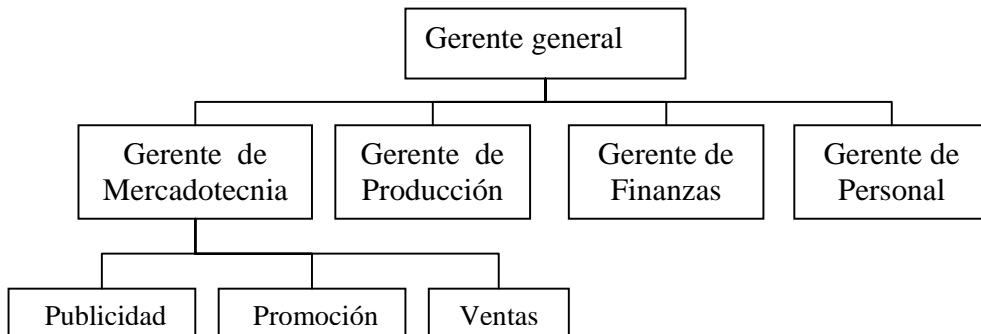 Gerente general
Gerente de
Mercadotecnia
Gerente de
Producción
Gerente de
Finanzas
Gerente de
Personal
Publicidad
Promoción
Ventas